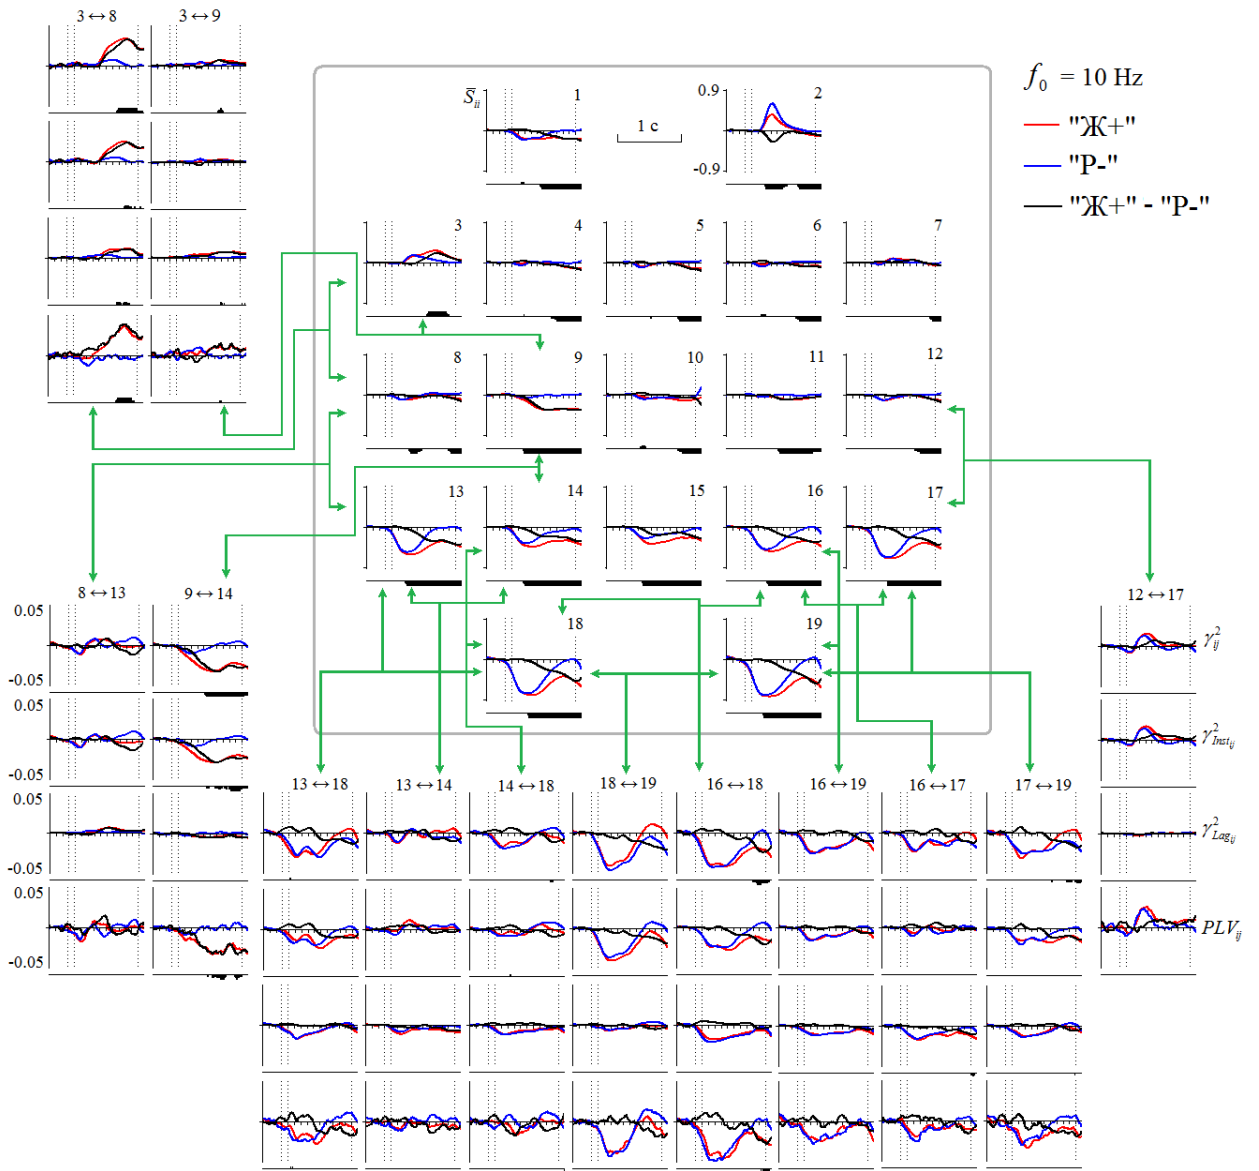 3 ↔ 8
3 ↔ 9
f₀ = 10 Hz
"Ж+"
"Р-"
"Ж+" - "Р-"
S̅ᵢᵢ
1
1 с
0.9
-0.9
2
3
4
5
6
7
8
9
10
11
12
13
14
15
16
17
18
19
8 ↔ 13
9 ↔ 14
12 ↔ 17
0.05
-0.05
0.05
-0.05
0.05
-0.05
0.05
-0.05
γ²ij
γ²Instij
γ²Lagij
PLVij
13 ↔ 18
13 ↔ 14
14 ↔ 18
18 ↔ 19
16 ↔ 18
16 ↔ 19
16 ↔ 17
17 ↔ 19